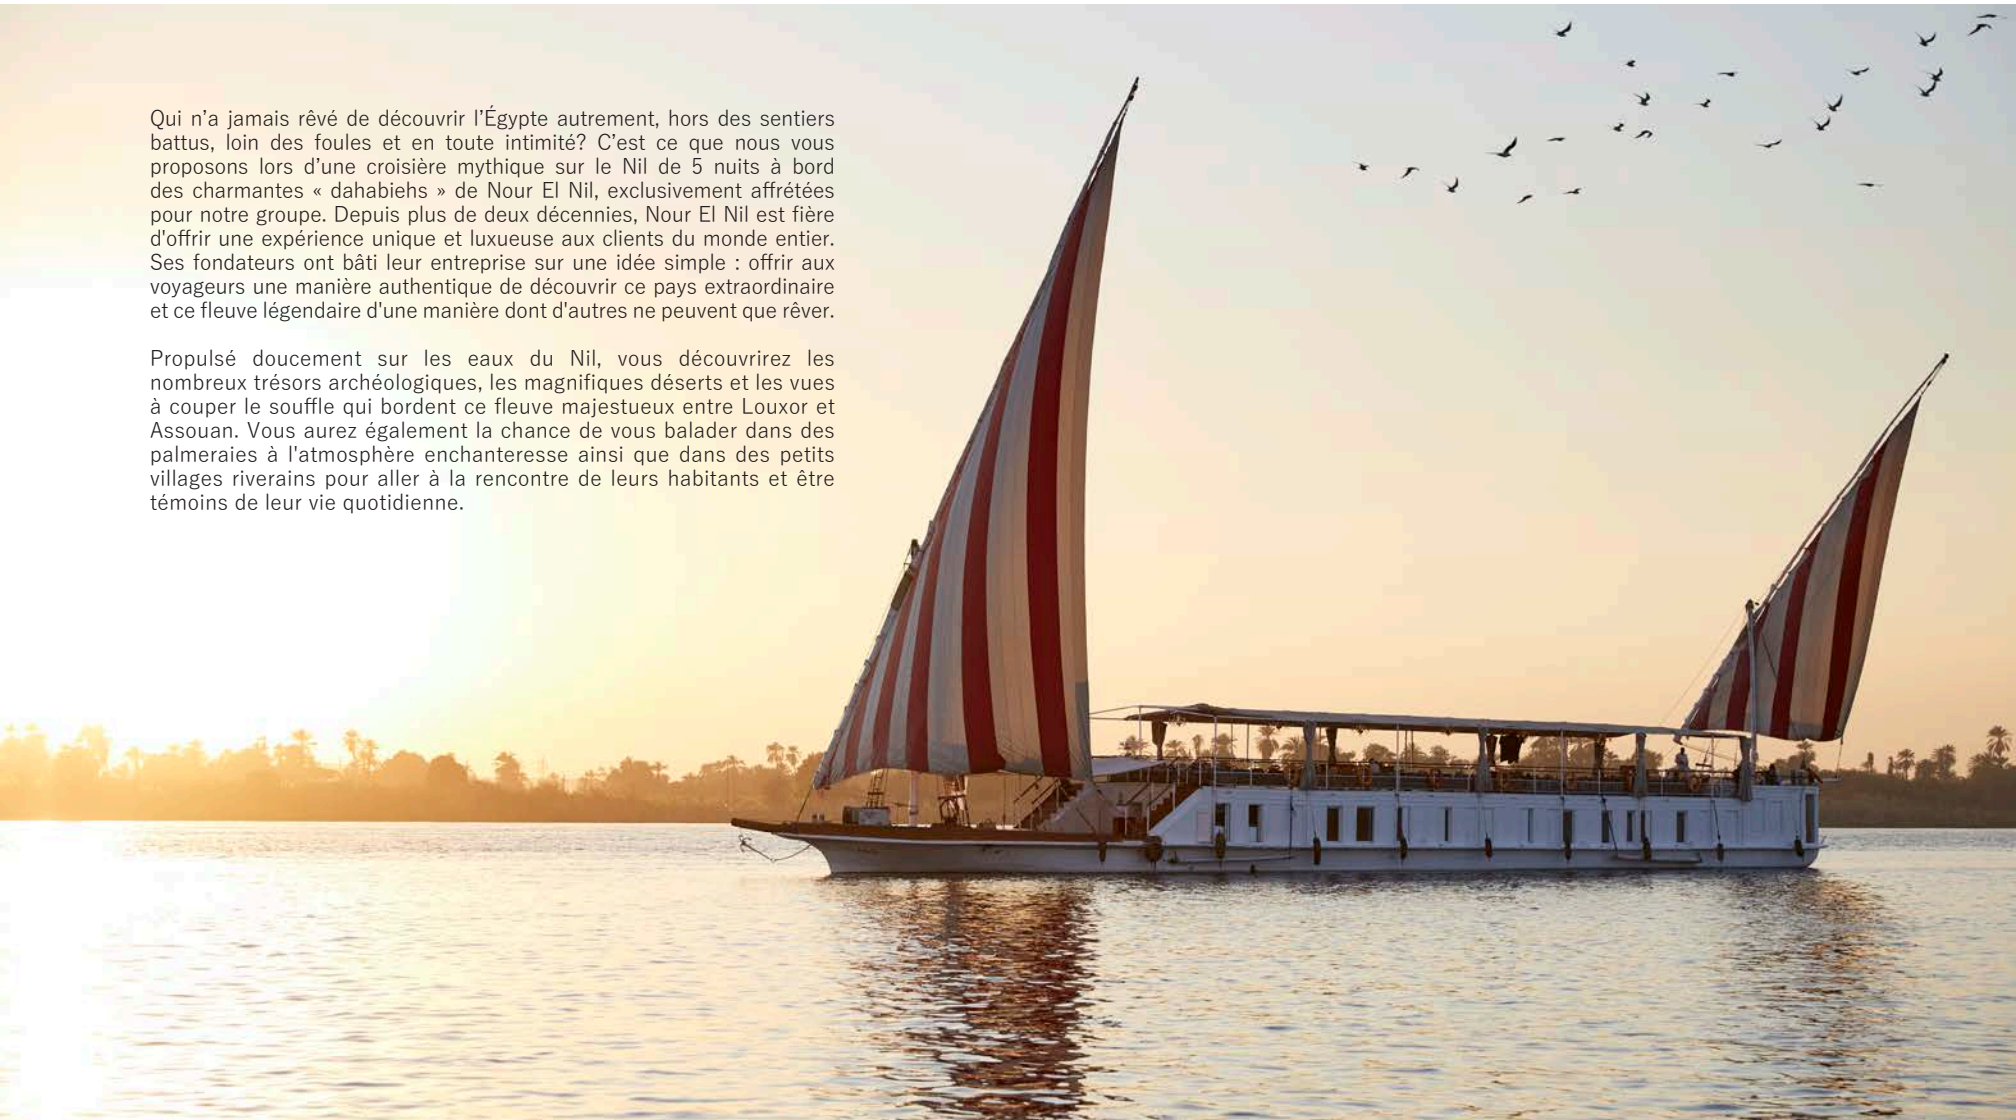 Qui n’a jamais rêvé de découvrir l’Égypte autrement, hors des sentiers
battus, loin des foules et en toute intimité? C’est ce que nous vous
proposons lors d’une croisière mythique sur le Nil de 5 nuits à bord
des charmantes « dahabiehs » de Nour El Nil, exclusivement affrétées
pour notre groupe. Depuis plus de deux décennies, Nour El Nil est fière
d'offrir une expérience unique et luxueuse aux clients du monde entier.
Ses fondateurs ont bâti leur entreprise sur une idée simple : offrir aux
voyageurs une manière authentique de découvrir ce pays extraordinaire
et ce fleuve légendaire d'une manière dont d'autres ne peuvent que rêver.
Propulsé doucement sur les eaux du Nil, vous découvrirez les
nombreux trésors archéologiques, les magnifiques déserts et les vues
à couper le souffle qui bordent ce fleuve majestueux entre Louxor et
Assouan. Vous aurez également la chance de vous balader dans des
palmeraies à l'atmosphère enchanteresse ainsi que dans des petits
villages riverains pour aller à la rencontre de leurs habitants et être
témoins de leur vie quotidienne.